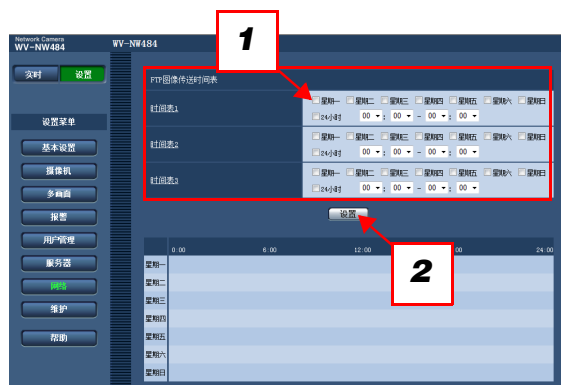 Network Camera
WV-NW484
WV-NW484
实时 设置
设置菜单
基本设置
摄像机
多画面
报警
用户管理
服务器
网络
维护
帮助
1
FTP图像传送时间表
时间表1
星期一 星期二 星期三 星期四 星期五 星期六 星期日
24小时 00 : 00 - 00 : 00
时间表2
星期一 星期二 星期三 星期四 星期五 星期六 星期日
24小时 00 : 00 - 00 : 00
时间表3
星期一 星期二 星期三 星期四 星期五 星期六 星期日
24小时 00 : 00 - 00 : 00
设置
2
0:00 6:00 12:00 00 24:00
星期一
星期二
星期三
星期四
星期五
星期六
星期日